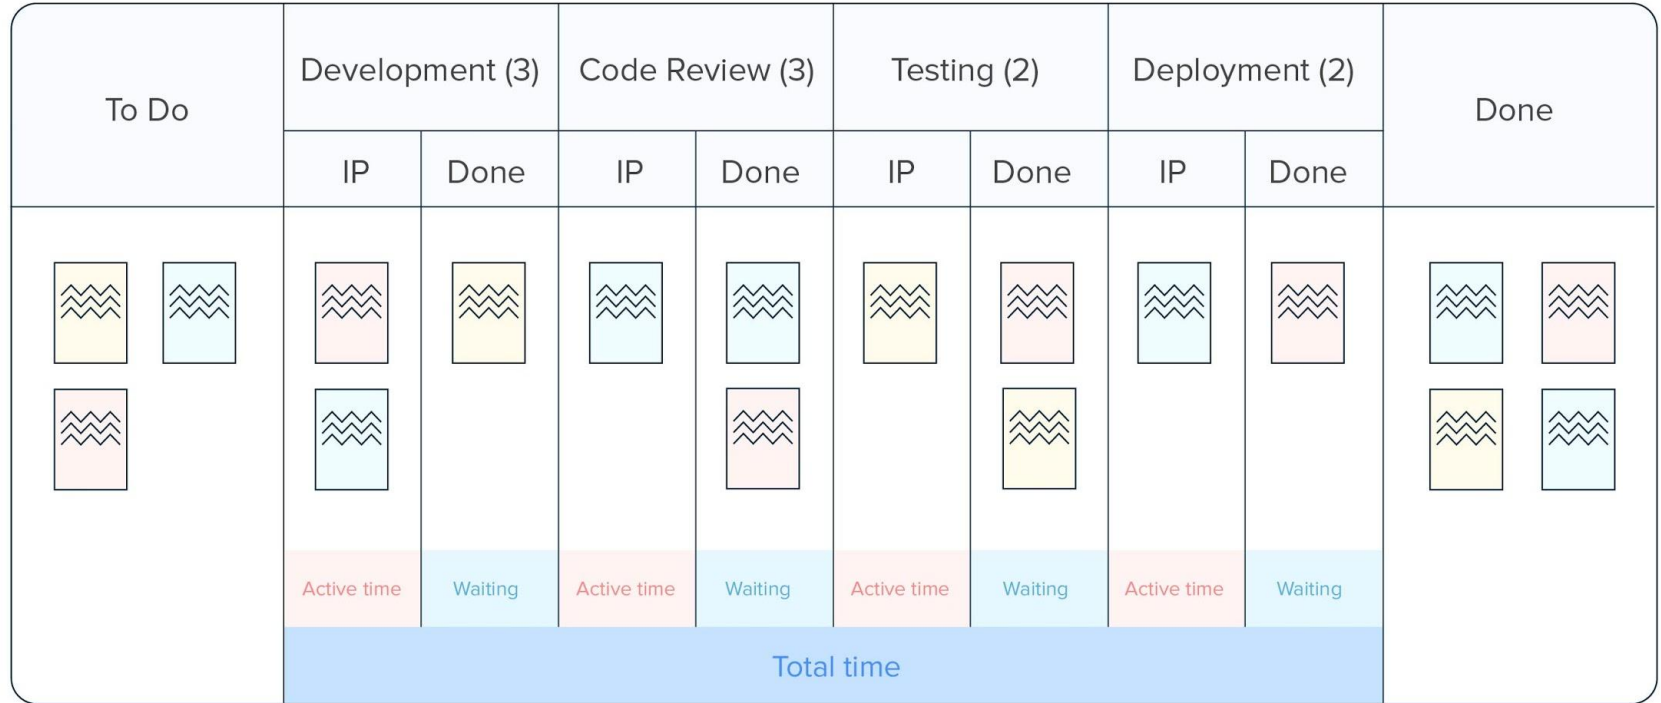 To Do
Development (3)
Code Review (3)
Testing (2)
Deployment (2)
Done
IP
Done
IP
Done
IP
Done
IP
Done
Active time
Waiting
Active time
Waiting
Active time
Waiting
Active time
Waiting
Total time